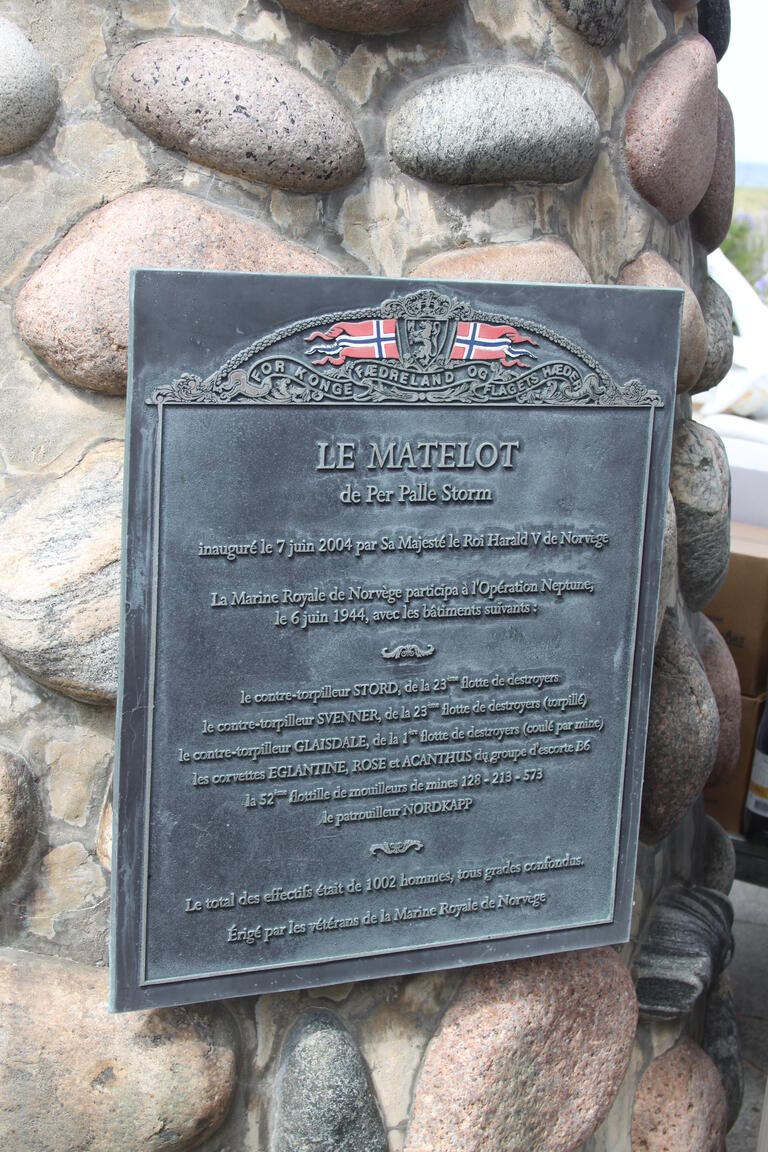 FOR KONGE FÆDRELAND OG FLAGETS HÆDER
LE MATELOT
de Per Palle Storm
inauguré le 7 juin 2004 par Sa Majesté le Roi Harald V de Norvège
La Marine Royale de Norvège participa à l'Opération Neptune,
le 6 juin 1944, avec les bâtiments suivants :
le contre-torpilleur STORD, de la 23ème flotte de destroyers
le contre-torpilleur SVENNER, de la 23ème flotte de destroyers (torpillé)
le contre-torpilleur GLAISDALE, de la 1ère flotte de destroyers (coulé par mine)
les corvettes EGLANTINE, ROSE et ACANTHUS du groupe d'escorte B6
la 52ème flottille de mouilleurs de mines 128 - 213 - 573
le patrouilleur NORDKAPP
Le total des effectifs était de 1002 hommes, tous grades confondus.
Érigé par les vétérans de la Marine Royale de Norvège